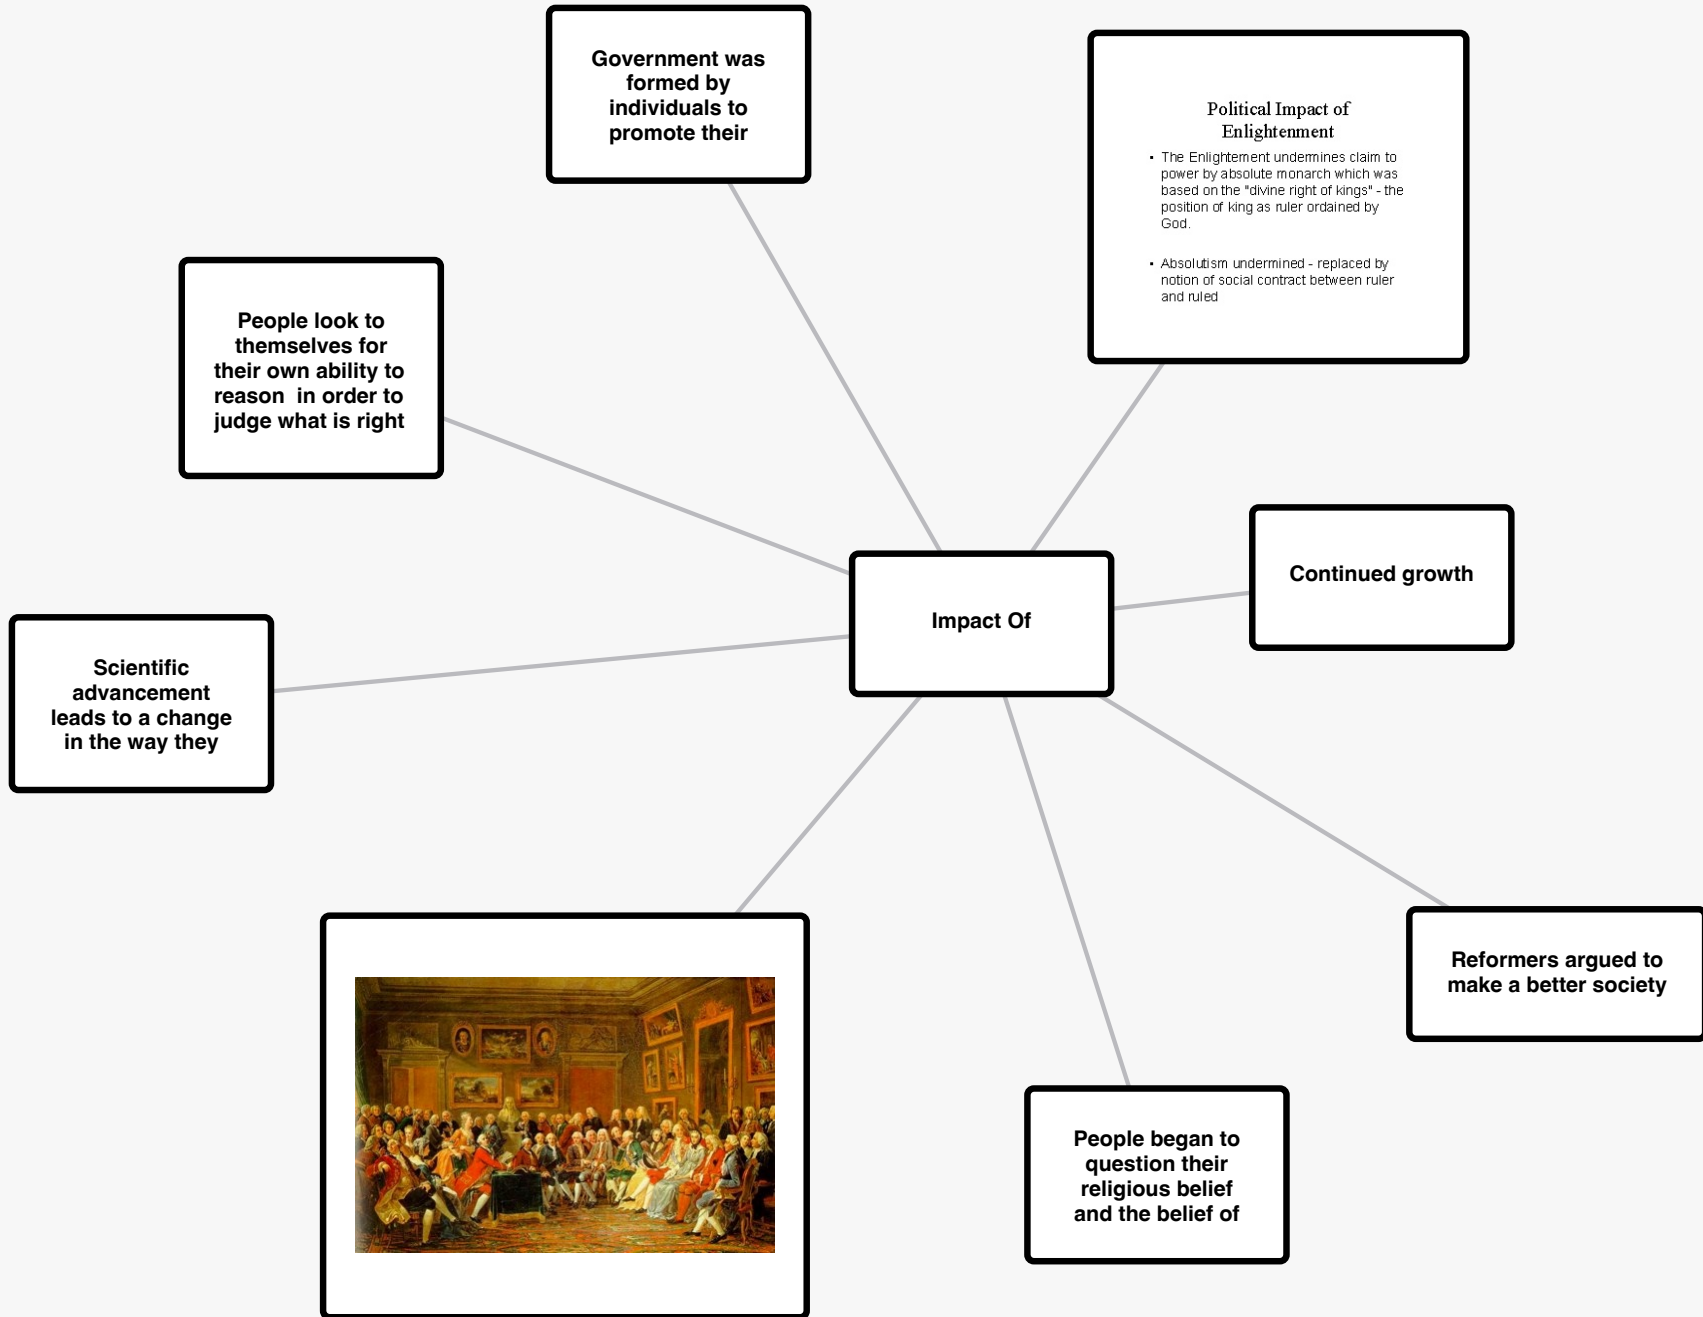 Government was
formed by
individuals to
promote their
Political Impact of
Enlightenment
• The Enlightement undermines claim to
power by absolute monarch which was
based on the "divine right of kings" - the
position of king as ruler ordained by
God.
• Absolutism undermined - replaced by
notion of social contract between ruler
and ruled
People look to
themselves for
their own ability to
reason  in order to
judge what is right
Continued growth
Impact Of
Scientific
advancement
leads to a change
in the way they
Reformers argued to
make a better society
People began to
question their
religious belief
and the belief of